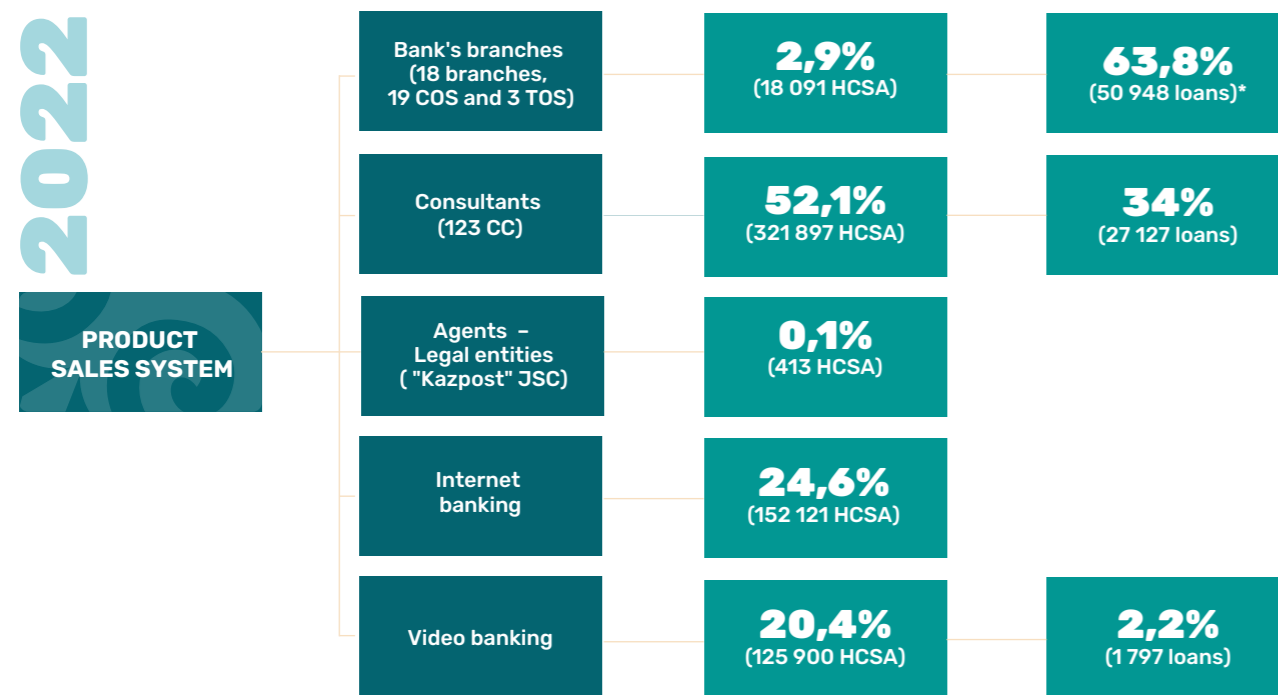 2022
PRODUCT
SALES SYSTEM
Bank's branches
(18 branches,
19 COS and 3 TOS)
2,9%
(18 091 HCSA)
63,8%
(50 948 loans)*
Consultants
(123 CC)
52,1%
(321 897 HCSA)
34%
(27 127 loans)
Agents –
Legal entities
( "Kazpost" JSC)
0,1%
(413 HCSA)
Internet
banking
24,6%
(152 121 HCSA)
Video banking
20,4%
(125 900 HCSA)
2,2%
(1 797 loans)